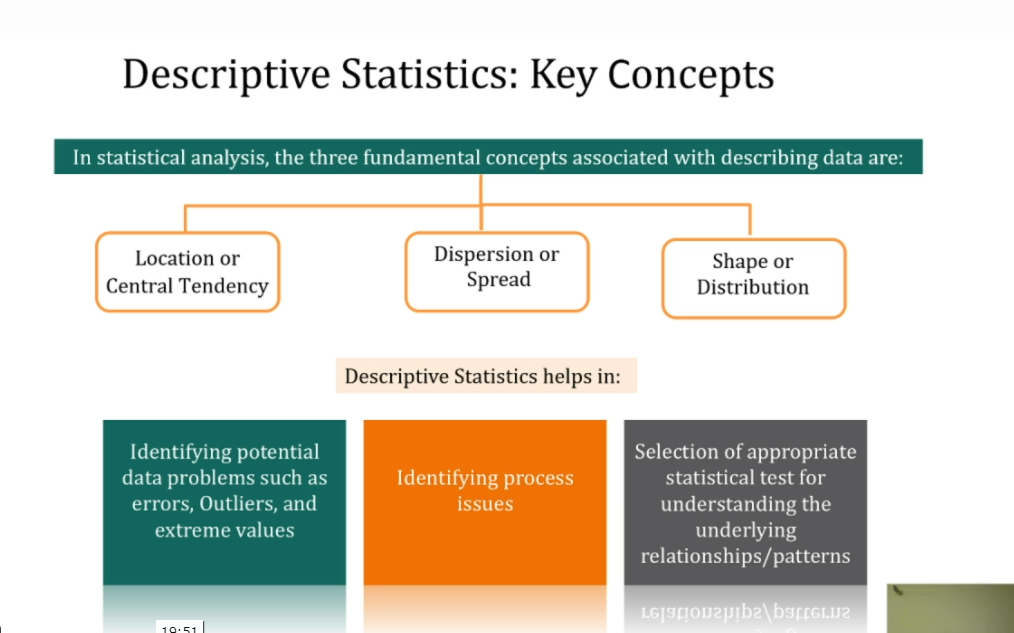 Descriptive Statistics: Key Concepts
In statistical analysis, the three fundamental concepts associated with describing data are:
Location or
Central Tendency
Dispersion or
Spread
Shape or
Distribution
Descriptive Statistics helps in:
Identifying potential
data problems such as
errors, Outliers, and
extreme values
Identifying process
issues
Selection of appropriate
statistical test for
understanding the
underlying
relationships/patterns
19:51